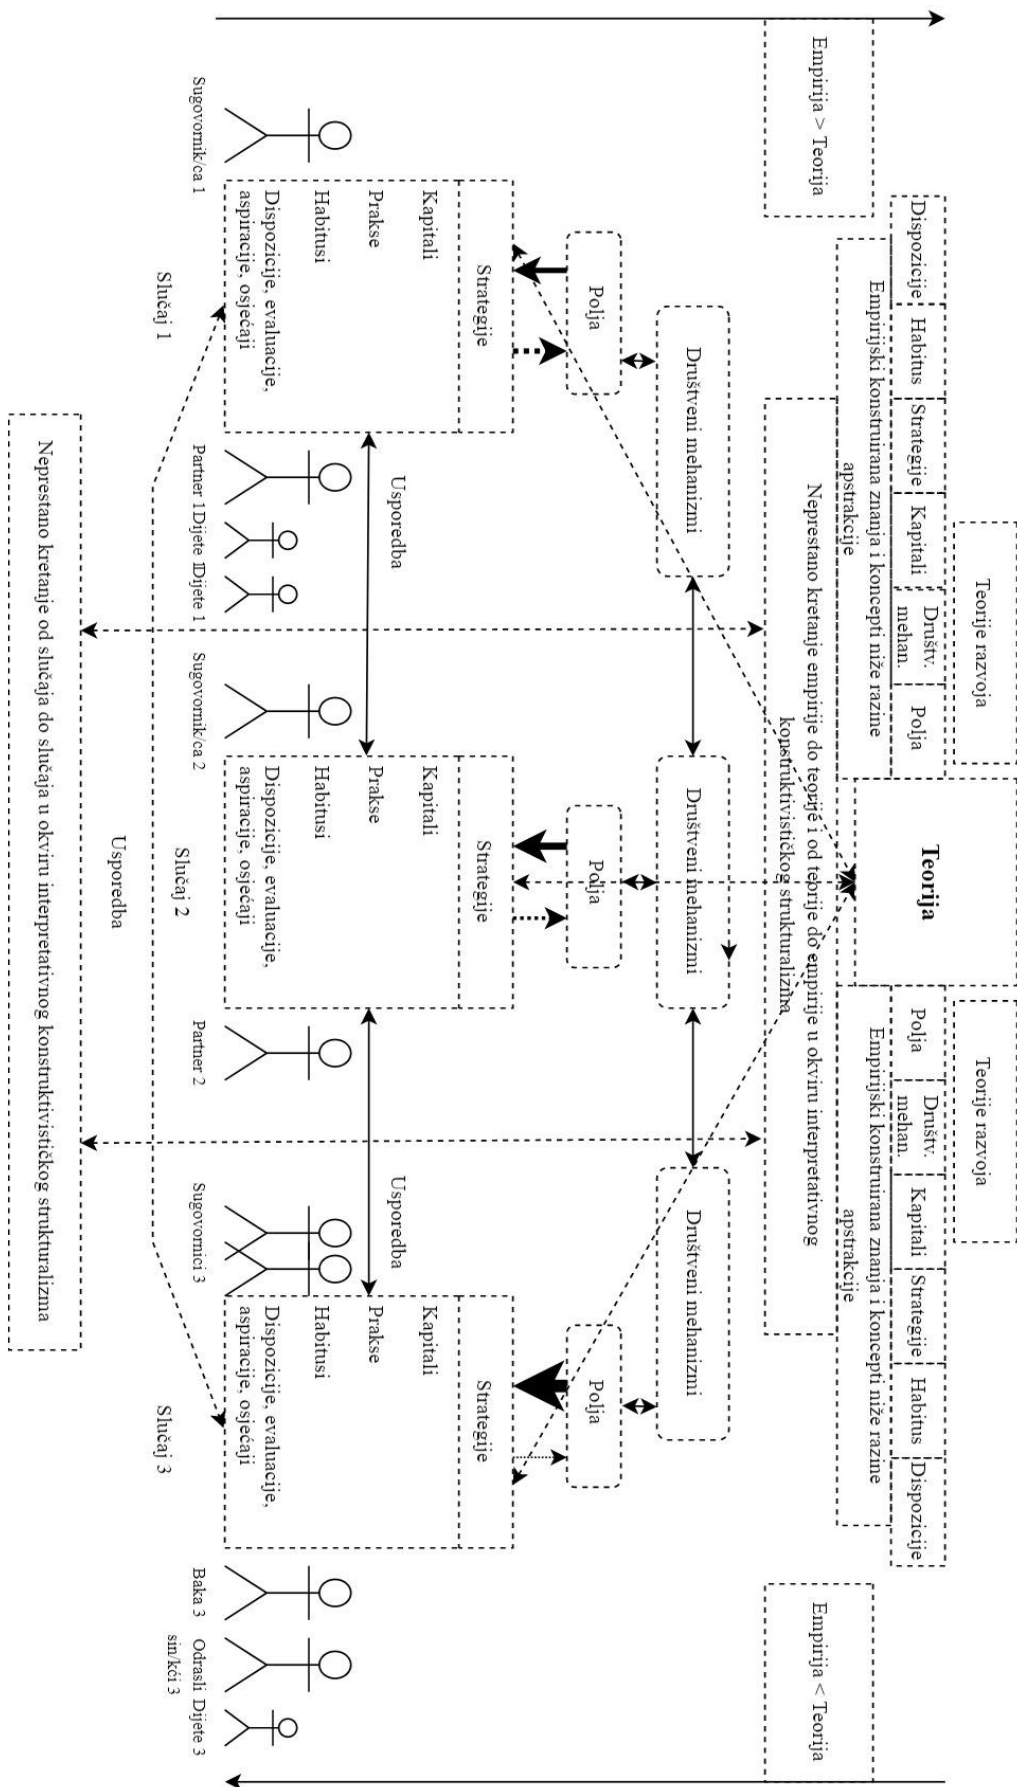 Teorije razvoja
Teorije razvoja
Dispozicije
Habitus
Strategije
Kapitali
Društv.
mehan.
Polja
Teorija
Polja
Društv.
mehan.
Kapitali
Strategije
Habitus
Dispozicije
Empirijski konstruirana znanja i koncepti niže razine
apstrakcije
Empirijski konstruirana znanja i koncepti niže razine
apstrakcije
Empirija > Teorija
Neprestano kretanje empirije do teorije i od teorije do empirije u okviru interpretativnog
konstruktivističkog strukturalizma
Empirija < Teorija
Društveni mehanizmi
Društveni mehanizmi
Društveni mehanizmi
Polja
Polja
Polja
Strategije
Strategije
Strategije
Kapitali
Prakse
Habitusi
Dispozicije, evaluacije,
aspiracije, osjećaji
Usporedba
Kapitali
Prakse
Habitusi
Dispozicije, evaluacije,
aspiracije, osjećaji
Usporedba
Kapitali
Prakse
Habitusi
Dispozicije, evaluacije,
aspiracije, osjećaji
Sugovornik/ca 1
Partner 1
Dijete 1
Dijete 1
Sugovornik/ca 2
Partner 2
Sugovornici 3
Baka 3
Odrasli
sin/kći 3
Dijete 3
Slučaj 1
Slučaj 2
Slučaj 3
Usporedba
Neprestano kretanje od slučaja do slučaja u okviru interpretativnog konstruktivističkog strukturalizma